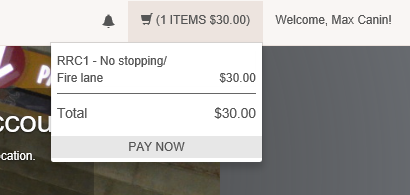 (1 ITEMS $30.00) Welcome, Max Canin!
RRC1 - No stopping/
Fire lane $30.00
Total $30.00
PAY NOW
cation.